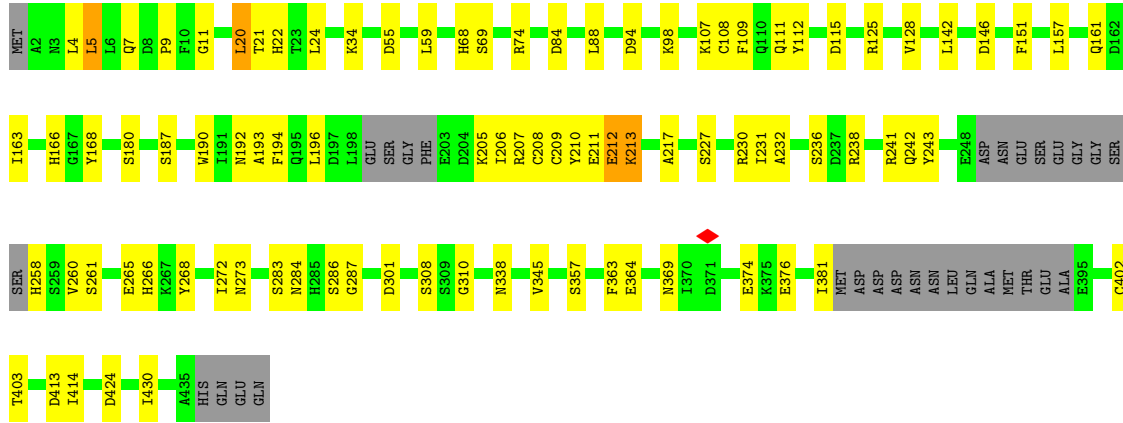 MET A2 N3 L4 L5 L6 Q7 D8 P9 F10 G11 L20 T21 H22 T23 L24 K34 D55 L59 H68 S69 R74 D84 L88 D94 K98 K107 C108 F109 Q110 Q111 Y112 D115 R125 V128 L142 D146 F151 L157 Q161 D162
I163 H166 G167 Y168 S180 S187 W190 I191 N192 A193 F194 Q195 L196 D197 L198 GLU SER GLY PHE E203 D204 K205 I206 R207 C208 C209 Y210 E211 E212 K213 A217 S227 R230 I231 A232 S236 D237 R238 R241 Q242 Y243 E248 ASP ASN GLU SER GLU GLY GLY SER
SER H258 S259 V260 S261 E265 H266 K267 Y268 I272 N273 S283 N284 H285 S286 G287 D301 S308 S309 G310 N338 V345 S357 F363 E364 N369 I370 D371 E374 K375 E376 I381 MET ASP ASP ASP ASN ASN LEU GLN ALA MET THR GLU ALA E395 C402
T403 D413 I414 D424 I430 A435 HIS GLN GLU GLN